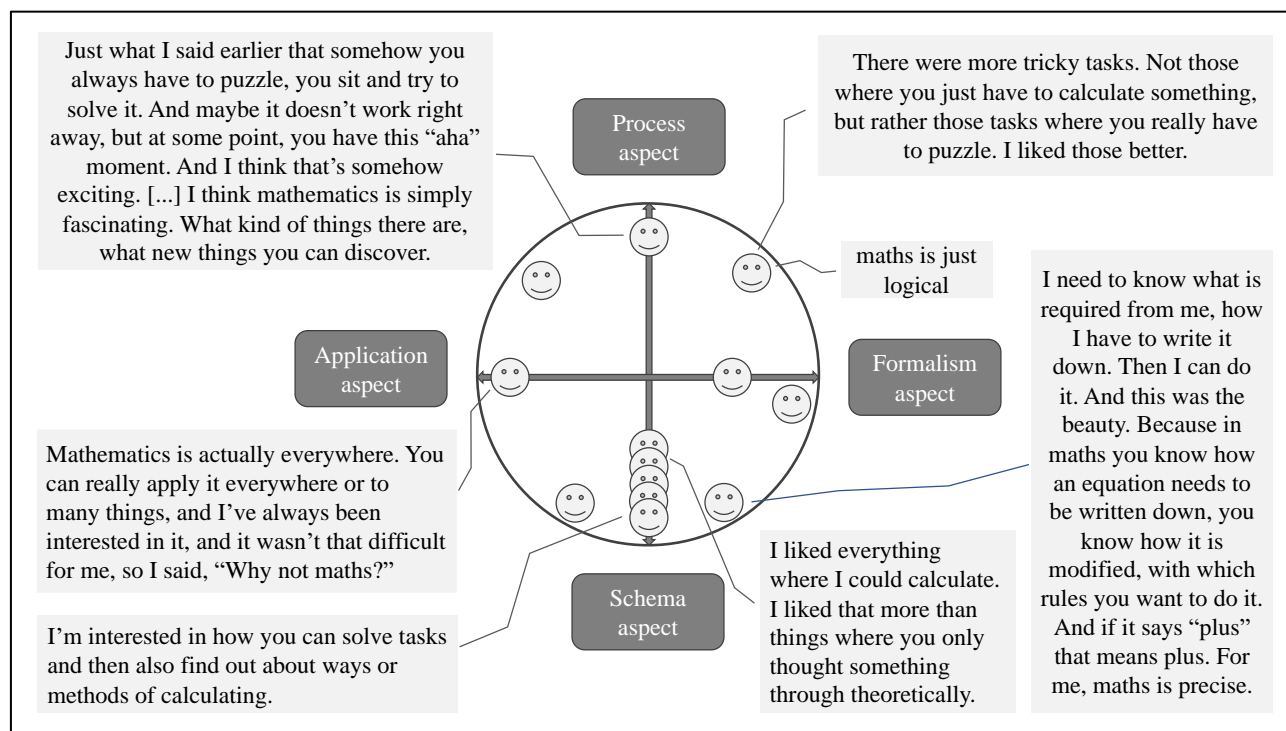 Just what I said earlier that somehow you
always have to puzzle, you sit and try to
solve it. And maybe it doesn’t work right
away, but at some point, you have this “aha”
moment. And I think that’s somehow
exciting. [...] I think mathematics is simply
fascinating. What kind of things there are,
what new things you can discover.
Process
aspect
There were more tricky tasks. Not those
where you just have to calculate something,
but rather those tasks where you really have
to puzzle. I liked those better.
maths is just
logical
Application
aspect
Formalism
aspect
I need to know what is
required from me, how
I have to write it
down. Then I can do
it. And this was the
beauty. Because in
maths you know how
an equation needs to
be written down, you
know how it is
modified, with which
rules you want to do it.
And if it says “plus”
that means plus. For
me, maths is precise.
Mathematics is actually everywhere. You
can really apply it everywhere or to
many things, and I’ve always been
interested in it, and it wasn’t that difficult
for me, so I said, “Why not maths?”
Schema
aspect
I liked everything
where I could calculate.
I liked that more than
things where you only
thought something
through theoretically.
I’m interested in how you can solve tasks
and then also find out about ways or
methods of calculating.